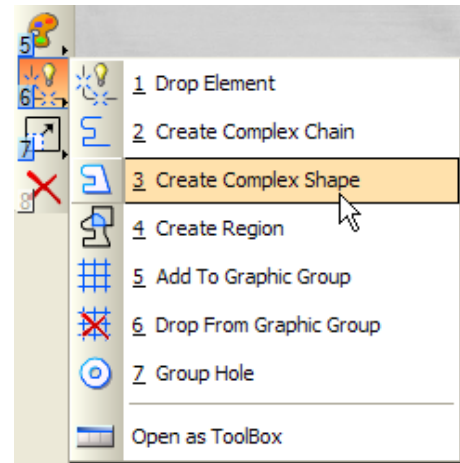 5
6
7
8
1 Drop Element
2 Create Complex Chain
3 Create Complex Shape
4 Create Region
5 Add To Graphic Group
6 Drop From Graphic Group
7 Group Hole
Open as ToolBox